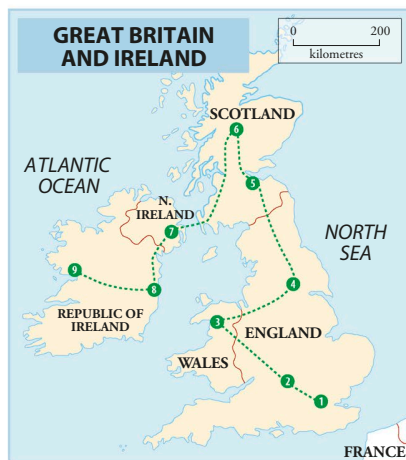 GREAT BRITAIN
AND IRELAND
0 200
kilometres
SCOTLAND
6
ATLANTIC
OCEAN
5
N.
IRELAND
7
NORTH
SEA
9
8
4
REPUBLIC OF
IRELAND
3
ENGLAND
WALES
2
1
FRANCE